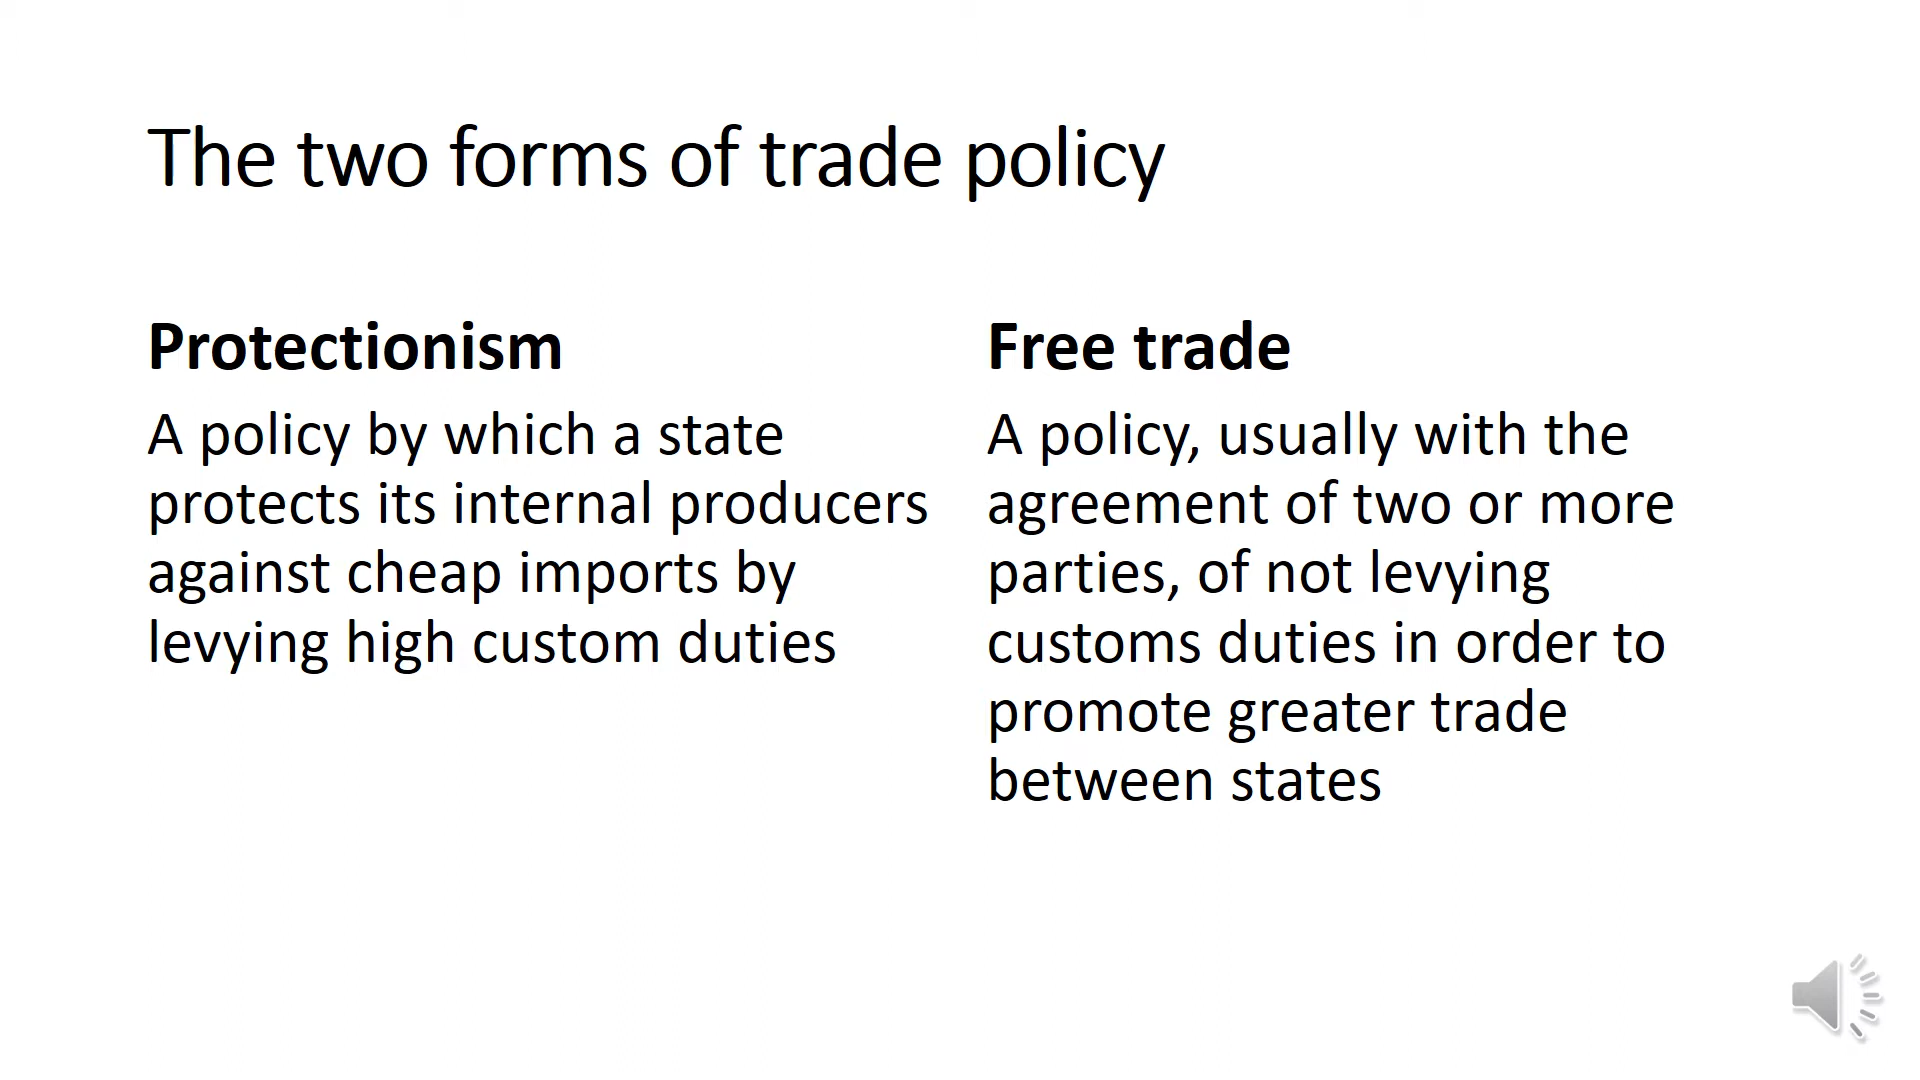 The two forms of trade policy
Protectionism
A policy by which a state
protects its internal producers
against cheap imports by
levying high custom duties
Free trade
A policy, usually with the
agreement of two or more
parties, of not levying
customs duties in order to
promote greater trade
between states